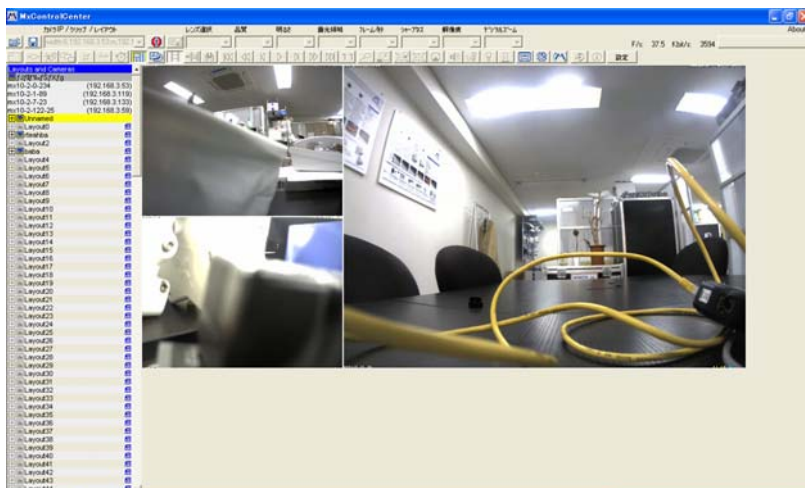 MxControlCenter
About
カメラIP / クリップ / レイアウト
レンズ選択
品質
明るさ
露光領域
フレーム/秒
シャープネス
解像度
デジタルズーム
F/s: 37.5 Kbit/s: 3594
設定
Layouts and Cameras
mx10-2-0-234 (192.168.3.53)
mx10-2-1-89 (192.168.3.119)
mx10-2-7-23 (192.168.3.133)
mx10-2-122-25 (192.168.3.59)
Unnamed
Layout0
Layout2
baba
Layout4
Layout5
Layout6
Layout7
Layout8
Layout9
Layout10
Layout11
Layout12
Layout13
Layout14
Layout15
Layout16
Layout17
Layout18
Layout19
Layout20
Layout21
Layout22
Layout23
Layout24
Layout25
Layout26
Layout27
Layout28
Layout29
Layout30
Layout31
Layout32
Layout33
Layout34
Layout35
Layout36
Layout37
Layout38
Layout39
Layout40
Layout41
Layout42
Layout43